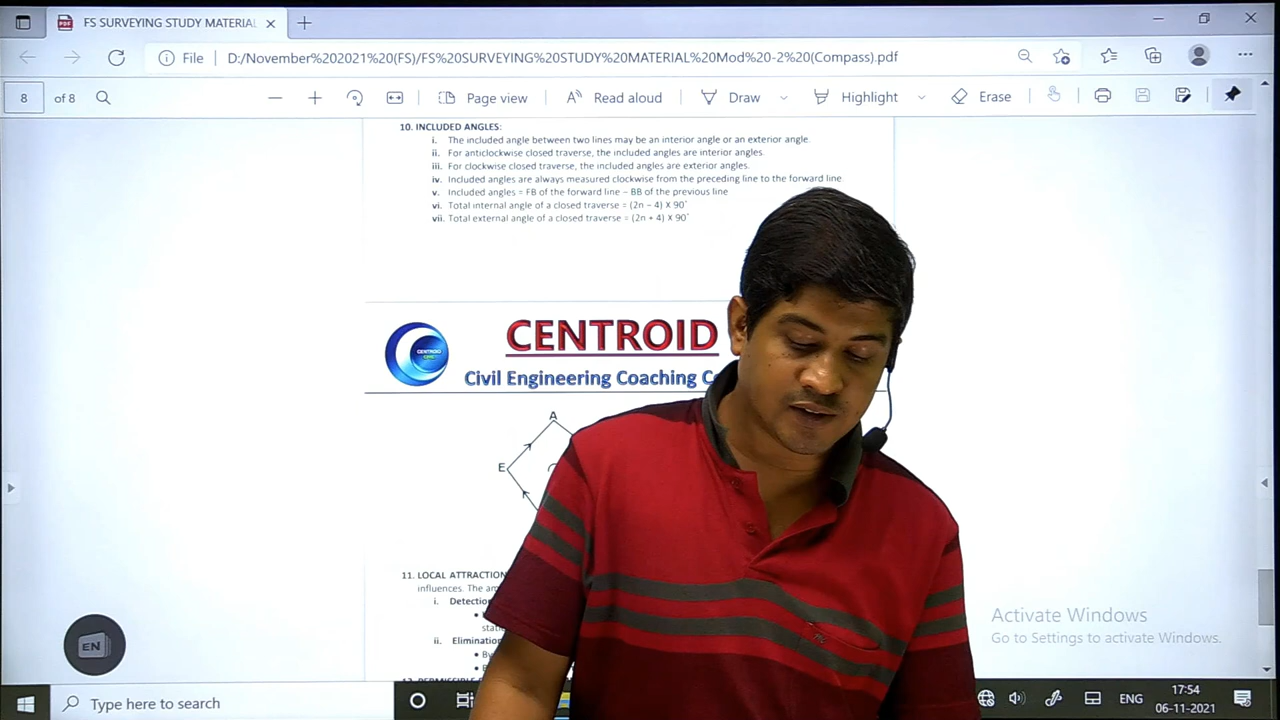 FS SURVEYING STUDY MATERIAL
File D:/November%202021%20(FS)/FS%20SURVEYING%20STUDY%20MATERIAL%20Mod%20-2%20(Compass).pdf
8 of 8 Page view Read aloud Draw Highlight Erase
10. INCLUDED ANGLES:
i. The included angle between two lines may be an interior angle or an exterior angle.
ii. For anticlockwise closed traverse, the included angles are interior angles
iii. For clockwise closed traverse, the included angles are exterior angles.
iv. Included angles are always measured clockwise from the preceding line to the forward line
v. Included angles = FB of the forward line – BB of the previous line
vi. Total internal angle of a closed traverse = (2n – 4) X 90°
vii. Total external angle of a closed traverse = (2n + 4) X 90°
CENTROID
CENTROID
Civil Engineering Coaching
A
E
11. LOCAL ATTRACTION
influences. The
i. Detection
ii. Elimination
EN
Activate Windows
Go to Settings to activate Windows.
Type here to search
ENG
17:54
06-11-2021